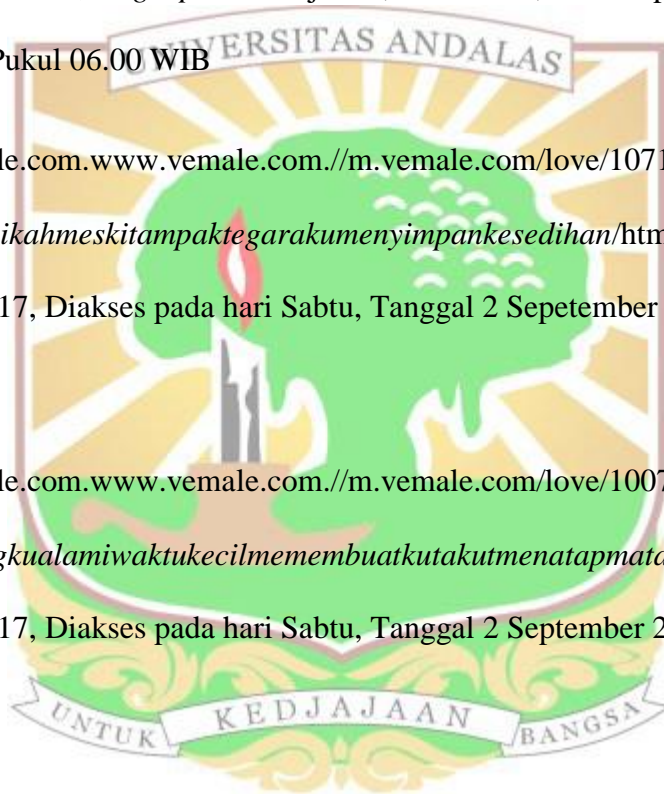 Pukul 06.00 WIB
UNIVERSITAS ANDALAS
le.com.www.vemale.com.//m.vemale.com/love/1071
ikahmeskitampaktegarakumenyimpankesedihan/htm
17, Diakses pada hari Sabtu, Tanggal 2 Sepetember
le.com.www.vemale.com.//m.vemale.com/love/1007
gkualamiwaktukecilmemembuatkutakutmenatapmata
17, Diakses pada hari Sabtu, Tanggal 2 September 2
UNTUK KEDJAJAAN BANGSA